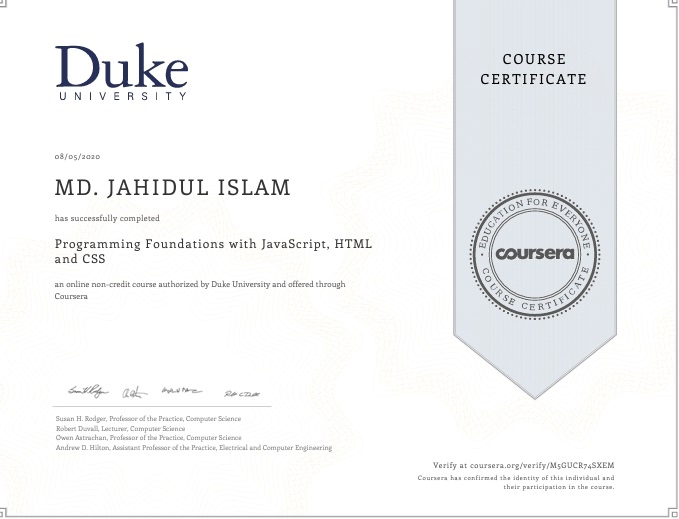 Duke
UNIVERSITY
COURSE
CERTIFICATE
08/05/2020
MD. JAHIDUL ISLAM
has successfully completed
Programming Foundations with JavaScript, HTML
and CSS
an online non-credit course authorized by Duke University and offered through
Coursera
EDUCATION FOR EVERYONE
coursera
COURSE CERTIFICATE
Susan H. Rodger, Professor of the Practice, Computer Science
Robert Duvall, Lecturer, Computer Science
Owen Astrachan, Professor of the Practice, Computer Science
Andrew D. Hilton, Assistant Professor of the Practice, Electrical and Computer Engineering
Verify at coursera.org/verify/M5GUCR74SXEM
Coursera has confirmed the identity of this individual and
their participation in the course.